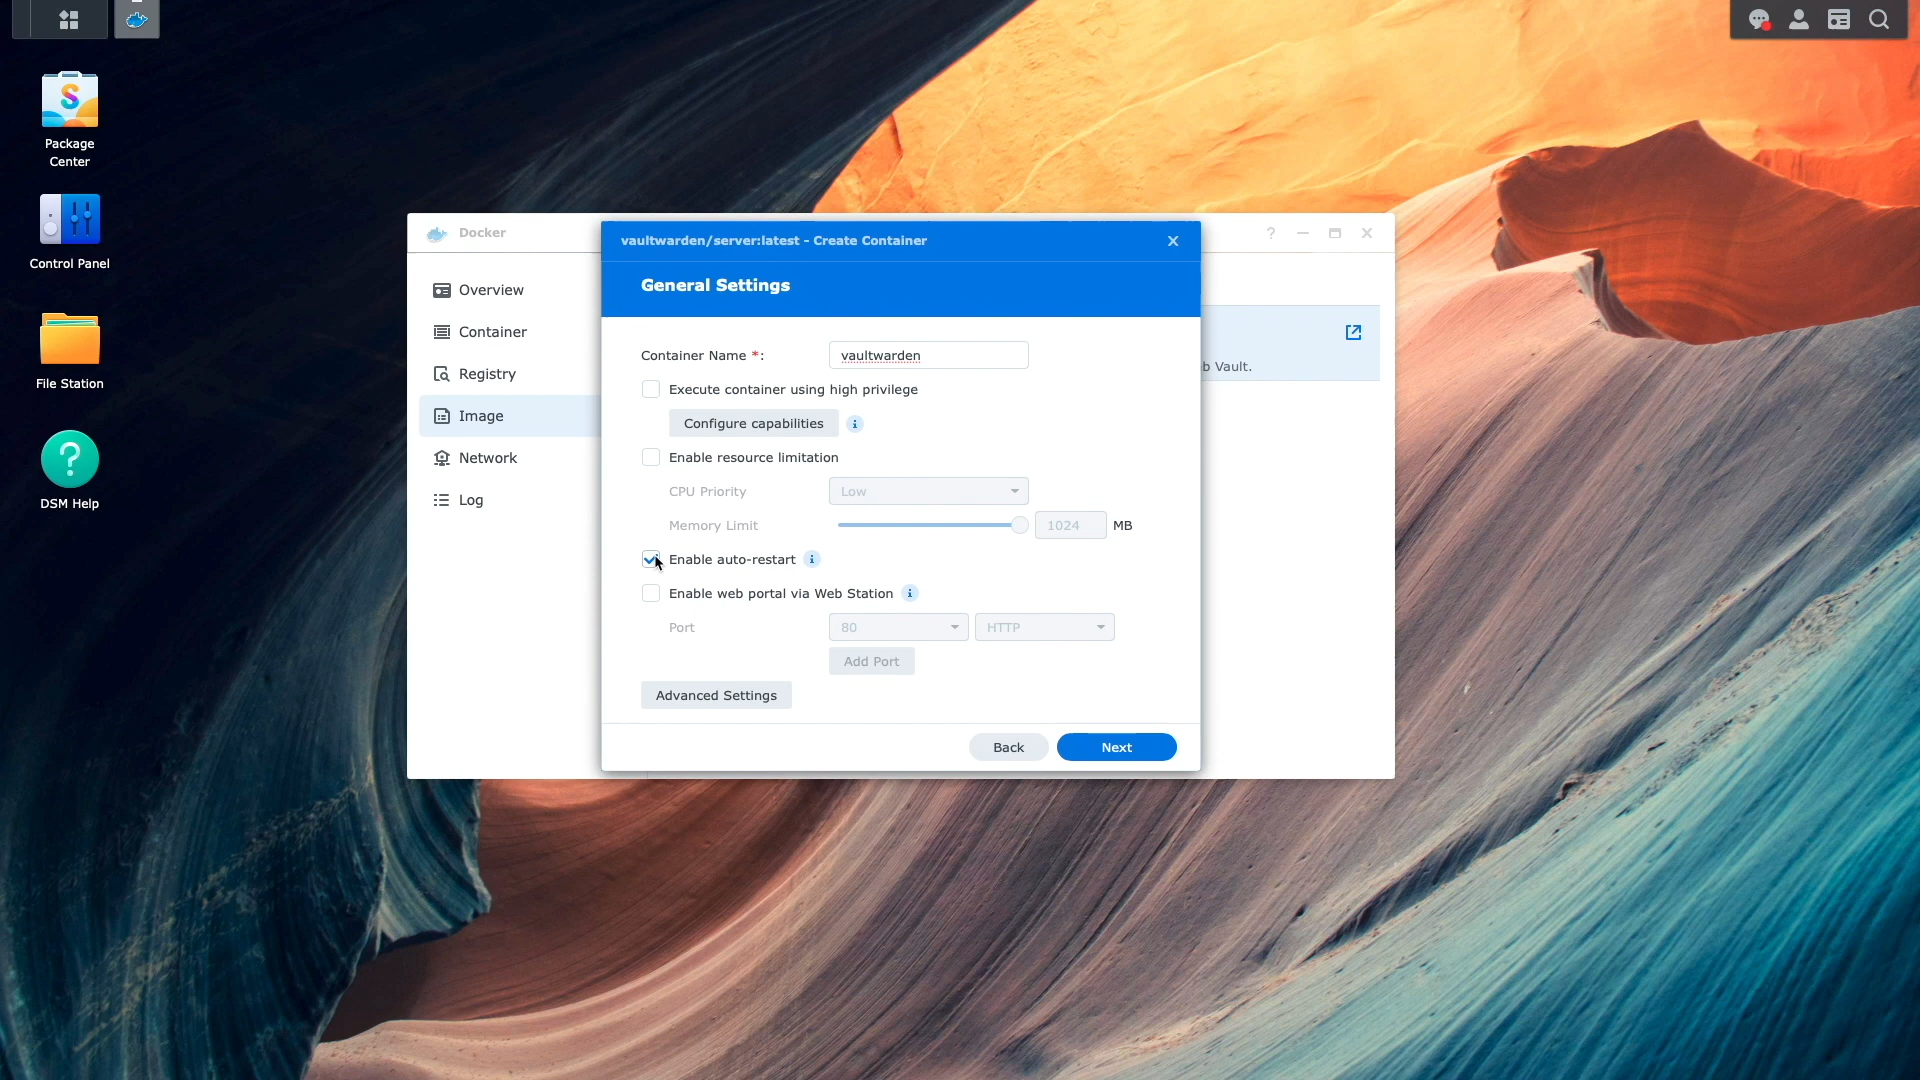 Package
Center
Control Panel
File Station
DSM Help
Docker
Overview
Container
Registry
Image
Network
Log
vaultwarden/server:latest - Create Container
General Settings
Container Name *:
vaultwarden
Execute container using high privilege
Configure capabilities
Enable resource limitation
CPU Priority
Low
Memory Limit
1024
MB
Enable auto-restart
Enable web portal via Web Station
Port
80
HTTP
Add Port
Advanced Settings
Back
Next
b Vault.